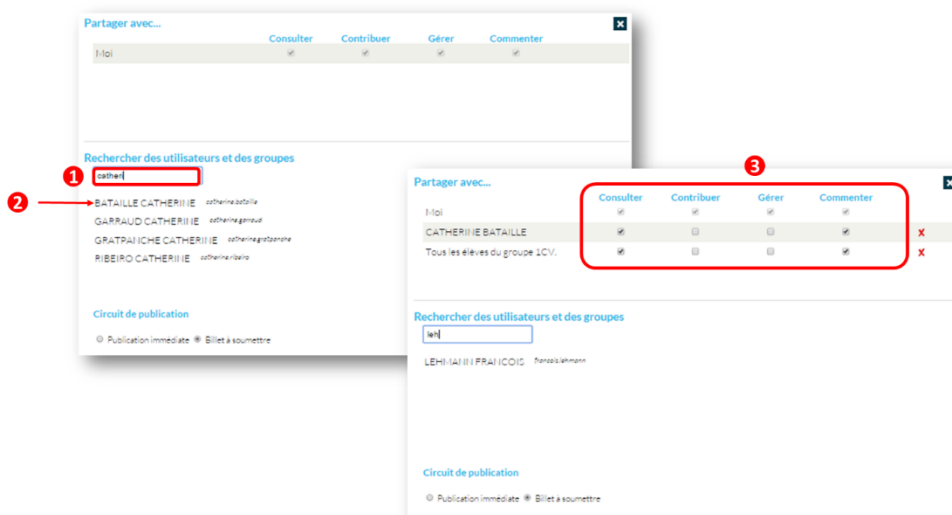 Partager avec...
Consulter Contribuer Gérer Commenter
Moi
Rechercher des utilisateurs et des groupes
1
catheri
2
BATAILLE CATHERINE catherine.bataille
GARRAUD CATHERINE catherine.garraud
GRATPANCHE CATHERINE catherine.gratpanche
RIBEIRO CATHERINE catherine.ribeiro
Circuit de publication
Publication immédiate Billet à soumettre
3
Partager avec...
Consulter Contribuer Gérer Commenter
Moi
CATHERINE BATAILLE X
Tous les élèves du groupe 1CV. X
Rechercher des utilisateurs et des groupes
leh
LEHMANN FRANCOIS francois.lehmann
Circuit de publication
Publication immédiate Billet à soumettre